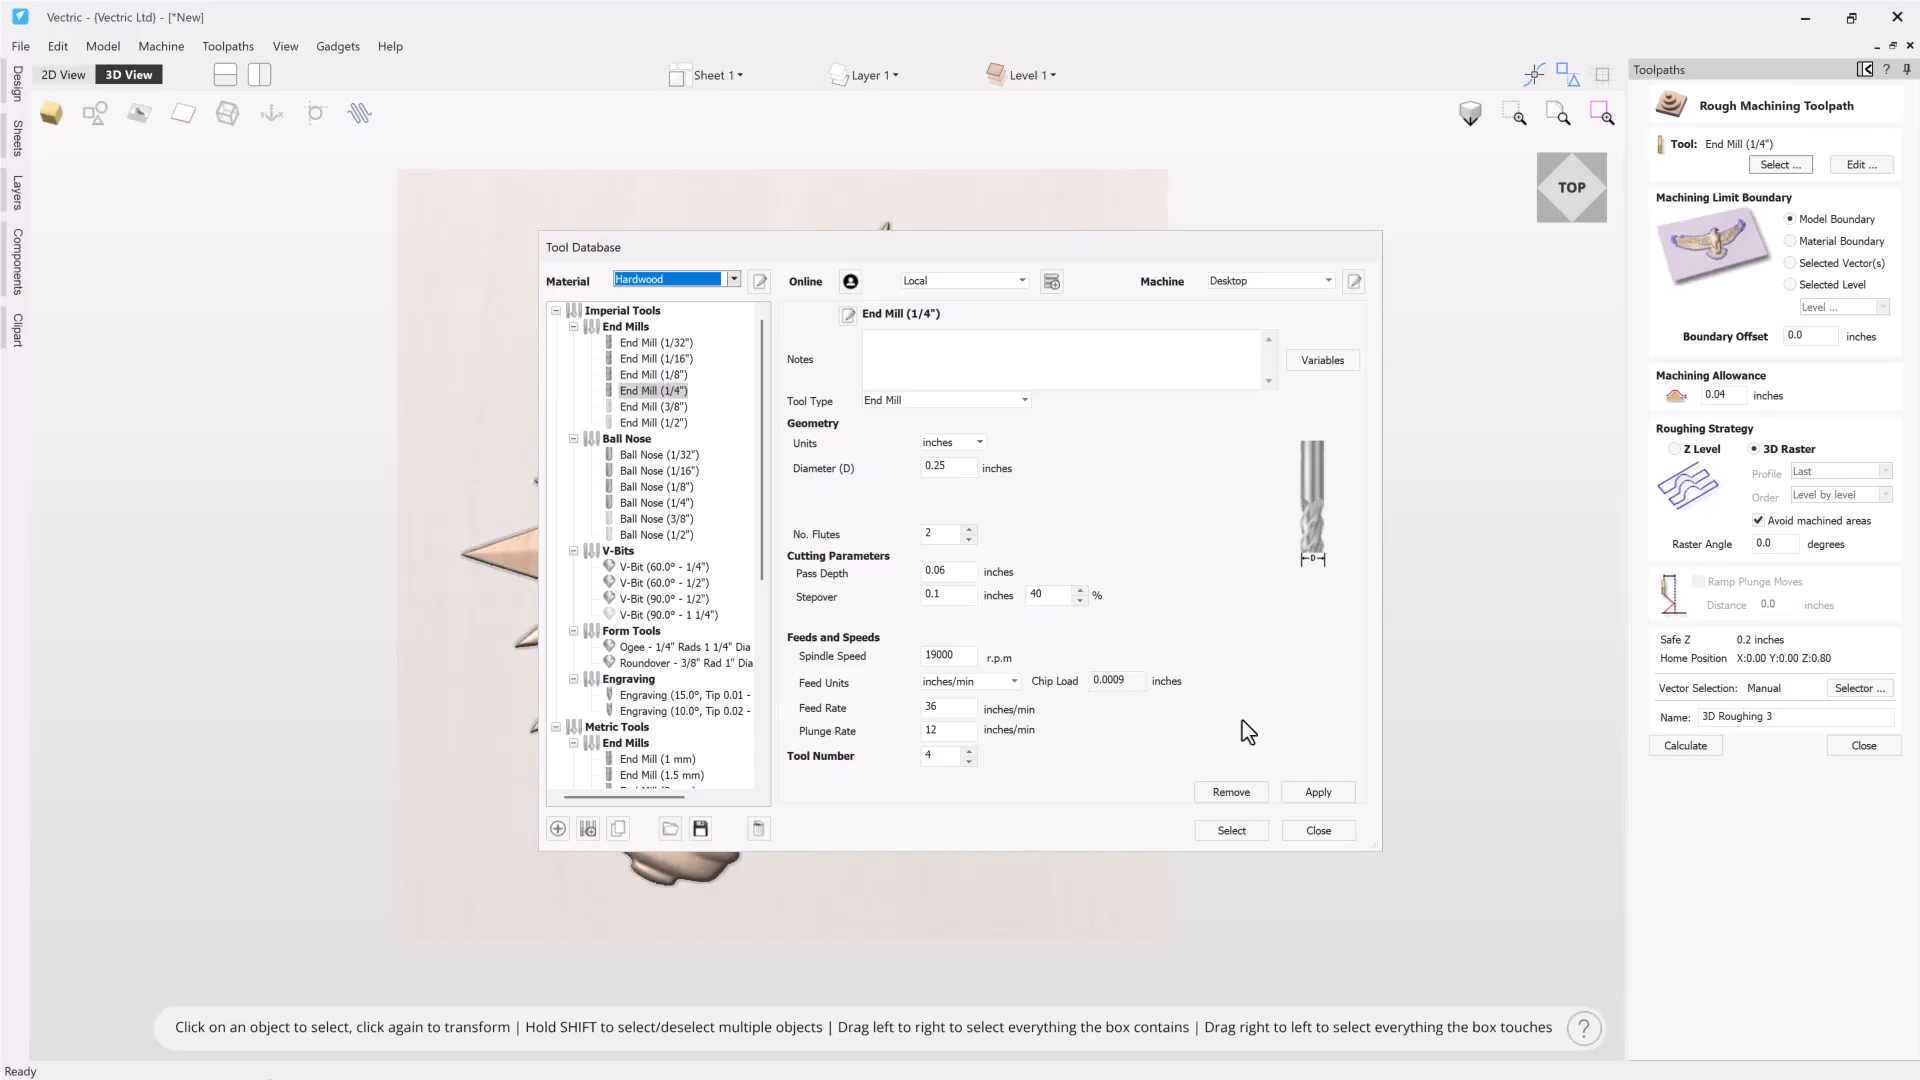 Vectric - {Vectric Ltd} - [*New]
File Edit Model Machine Toolpaths View Gadgets Help
2D View 3D View Sheet 1 Layer 1 Level 1
Design
Sheets
Layers
Components
Clipart
TOP
Tool Database
Material Hardwood Online Local Machine Desktop
Imperial Tools
End Mills
End Mill (1/32")
End Mill (1/16")
End Mill (1/8")
End Mill (1/4")
End Mill (3/8")
End Mill (1/2")
Ball Nose
Ball Nose (1/32")
Ball Nose (1/16")
Ball Nose (1/8")
Ball Nose (1/4")
Ball Nose (3/8")
Ball Nose (1/2")
V-Bits
V-Bit (60.0° - 1/4")
V-Bit (60.0° - 1/2")
V-Bit (90.0° - 1/2")
V-Bit (90.0° - 1 1/4")
Form Tools
Ogee - 1/4" Rads 1 1/4" Dia
Roundover - 3/8" Rad 1" Dia
Engraving
Engraving (15.0°, Tip 0.01 -
Engraving (10.0°, Tip 0.02 -
Metric Tools
End Mills
End Mill (1 mm)
End Mill (1.5 mm)
End Mill (1/4")
Notes
Variables
Tool Type End Mill
Geometry
Units inches
Diameter (D) 0.25 inches
No. Flutes 2
Cutting Parameters
Pass Depth 0.06 inches
Stepover 0.1 inches 40 %
Feeds and Speeds
Spindle Speed 19000 r.p.m
Feed Units inches/min Chip Load 0.0009 inches
Feed Rate 36 inches/min
Plunge Rate 12 inches/min
Tool Number 4
D
Remove Apply
Select Close
Toolpaths ?
Rough Machining Toolpath
Tool: End Mill (1/4")
Select ... Edit ...
Machining Limit Boundary
Model Boundary
Material Boundary
Selected Vector(s)
Selected Level
Level ...
Boundary Offset 0.0 inches
Machining Allowance
0.04 inches
Roughing Strategy
Z Level 3D Raster
Profile Last
Order Level by level
Avoid machined areas
Raster Angle 0.0 degrees
Ramp Plunge Moves
Distance 0.0 inches
Safe Z 0.2 inches
Home Position X:0.00 Y:0.00 Z:0.80
Vector Selection: Manual Selector ...
Name: 3D Roughing 3
Calculate Close
Click on an object to select, click again to transform | Hold SHIFT to select/deselect multiple objects | Drag left to right to select everything the box contains | Drag right to left to select everything the box touches ?
Ready